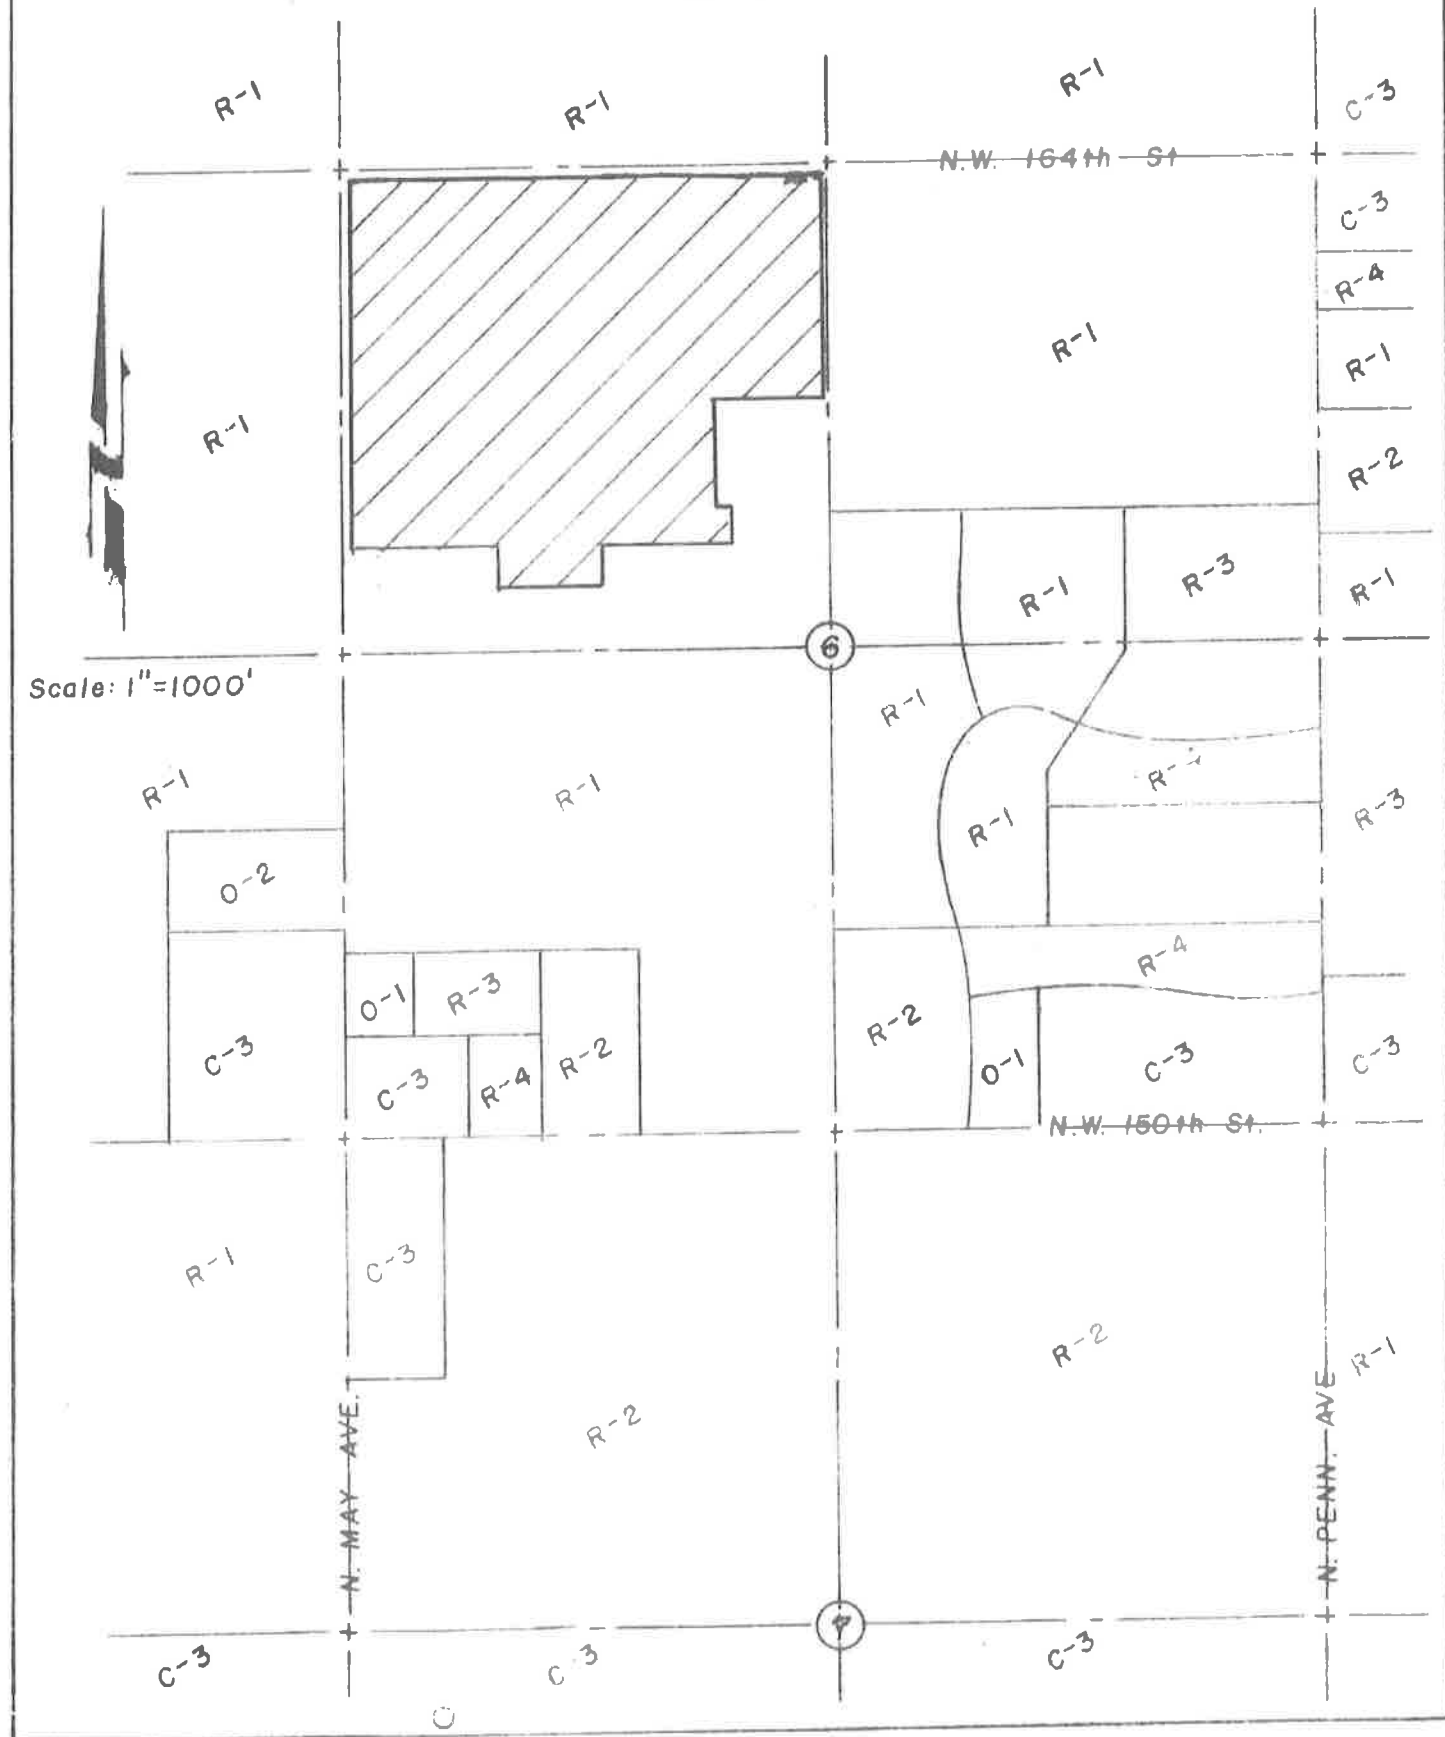 R-1
R-1
R-1
C-3
N.W. 164th St
C-3
R-4
R-1
R-1
R-1
R-2
R-1
R-3
R-1
6
Scale: 1"=1000'
R-1
R-1
R-1
R-1
R-3
O-2
R-4
O-1
R-3
R-2
C-3
C-3
R-4
R-2
O-1
C-3
C-3
N.W. 150th St.
R-1
C-3
R-2
R-1
R-2
N. MAY AVE.
N. PENN. AVE
C-3
C-3
C-3